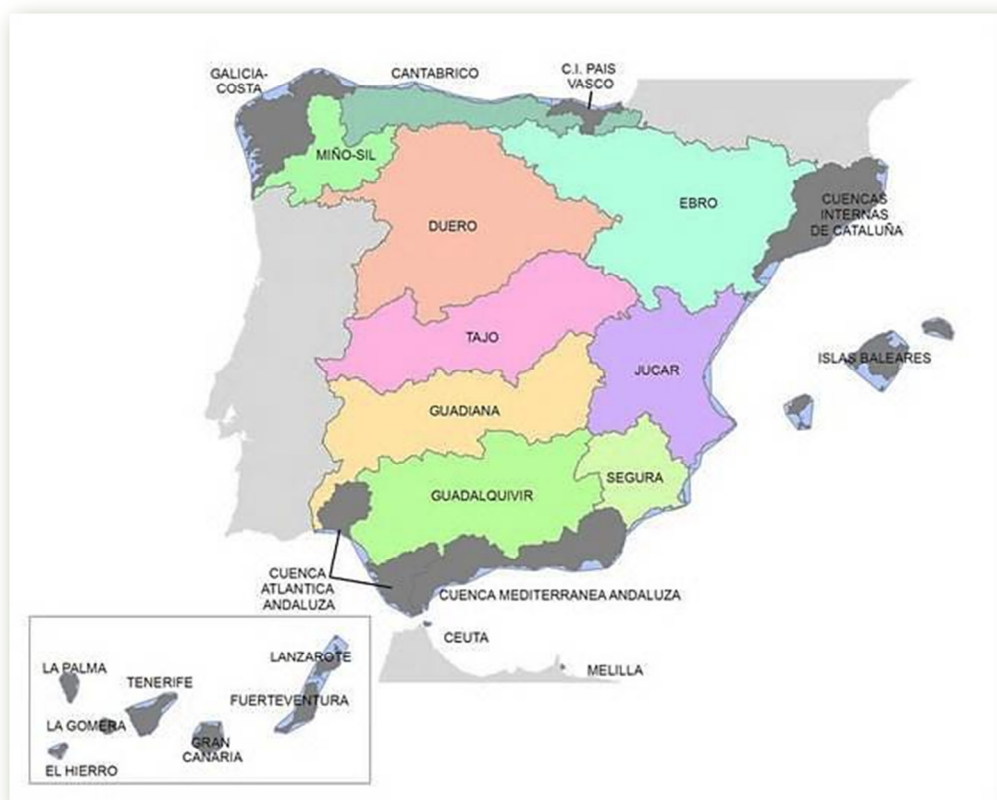 GALICIA-
COSTA
CANTABRICO
C.I. PAIS
VASCO
MIÑO-SIL
DUERO
EBRO
CUENCAS
INTERNAS
DE CATALUÑA
TAJO
JUCAR
ISLAS BALEARES
GUADIANA
SEGURA
GUADALQUIVIR
CUENCA
ATLANTICA
ANDALUZA
CUENCA MEDITERRANEA ANDALUZA
CEUTA
MELILLA
LA PALMA
TENERIFE
LANZAROTE
FUERTEVENTURA
LA GOMERA
GRAN
CANARIA
EL HIERRO